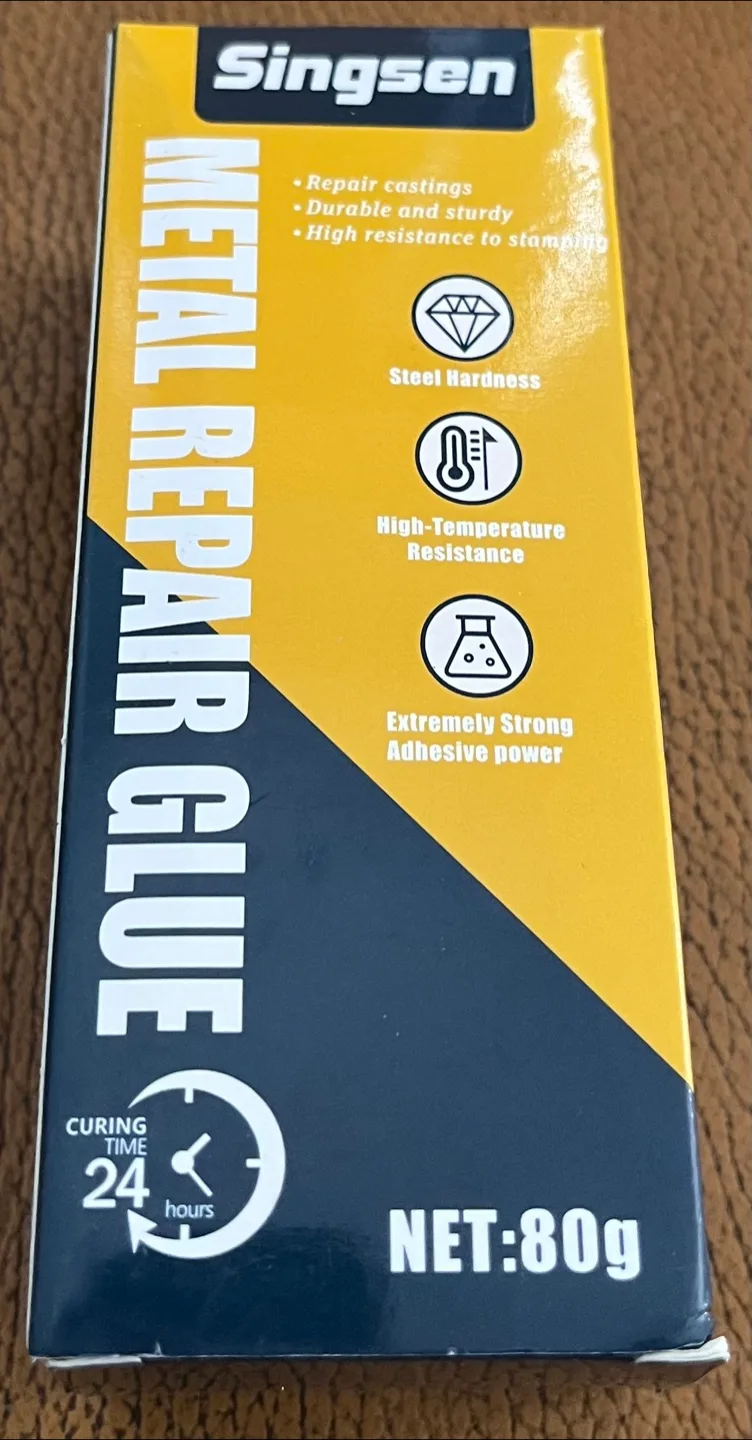 Singsen
METAL REPAIR GLUE
• Repair castings
• Durable and sturdy
• High resistance to stamping
Steel Hardness
High-Temperature
Resistance
Extremely Strong
Adhesive power
CURING
TIME
24
hours
NET:80g